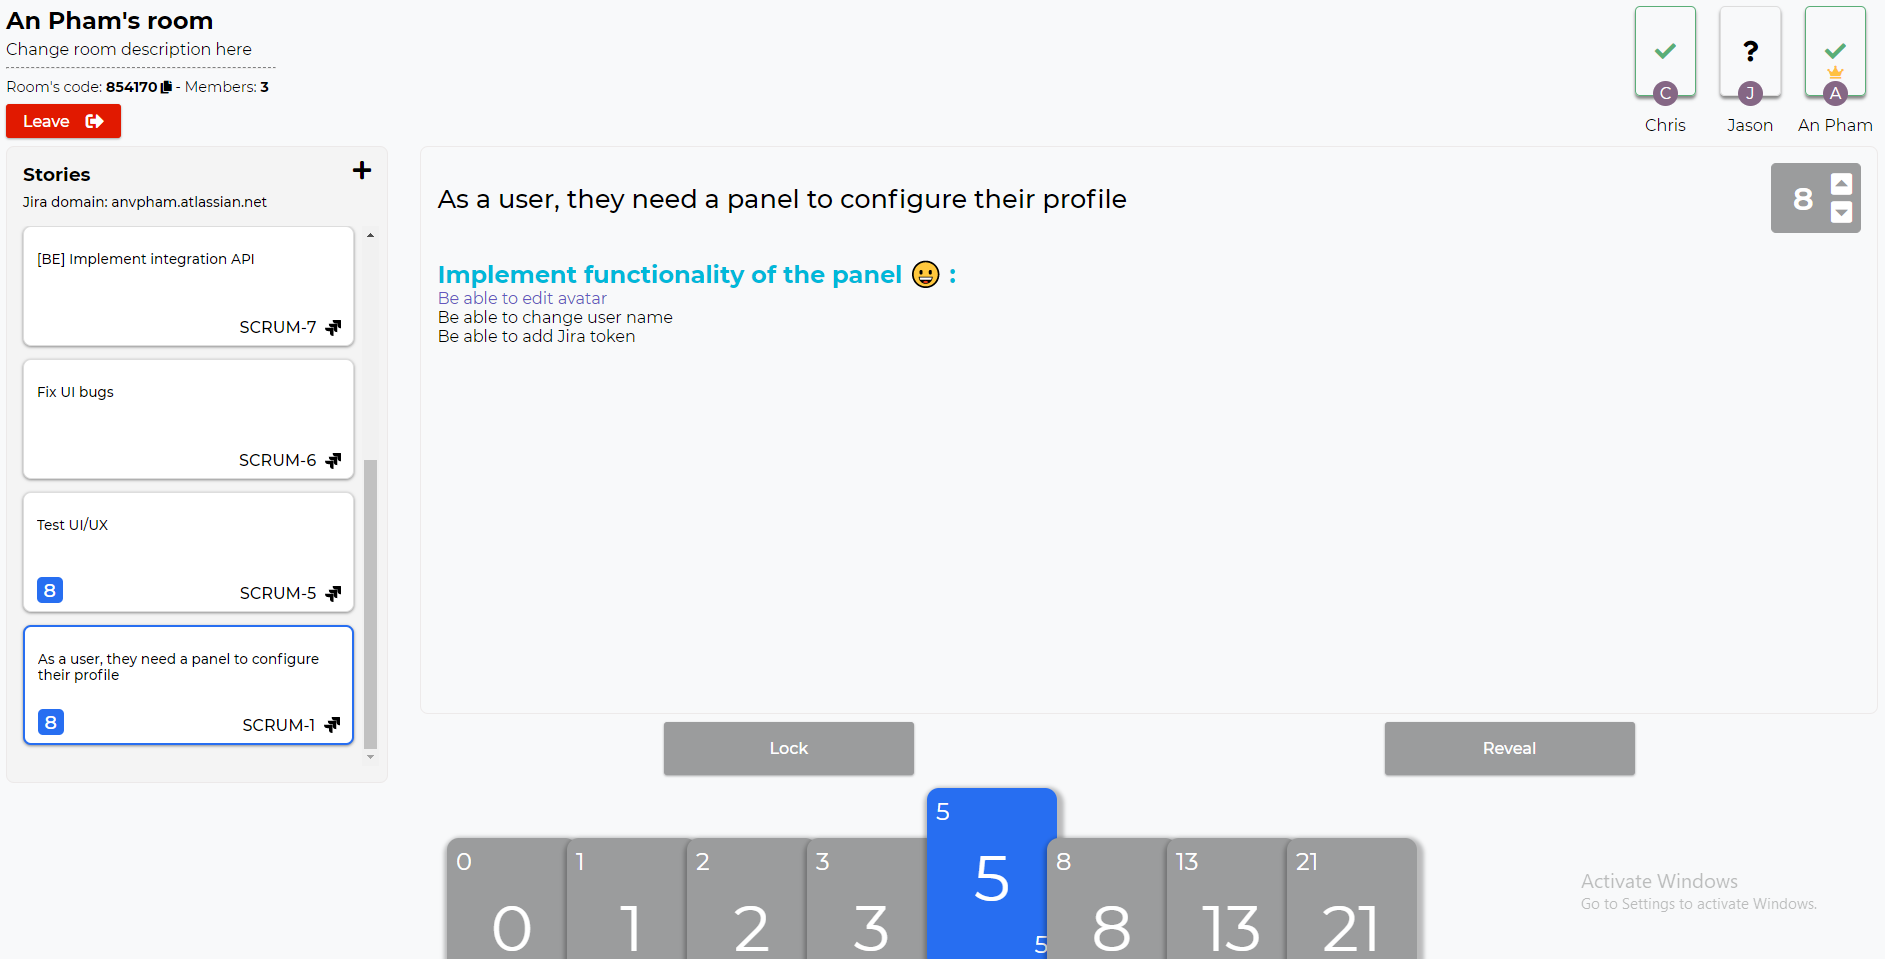 An Pham's room
Change room description here
Room's code: 854170 - Members: 3
Leave
?
C
J
A
Chris
Jason
An Pham
Stories
Jira domain: anvpham.atlassian.net
[BE] Implement integration API
SCRUM-7
Fix UI bugs
SCRUM-6
Test UI/UX
8
SCRUM-5
As a user, they need a panel to configure
their profile
8
SCRUM-1
As a user, they need a panel to configure their profile
8
Implement functionality of the panel 😀 :
Be able to edit avatar
Be able to change user name
Be able to add Jira token
Lock
Reveal
0
0
1
1
2
2
3
3
5
5
5
8
8
13
13
21
21
Activate Windows
Go to Settings to activate Windows.